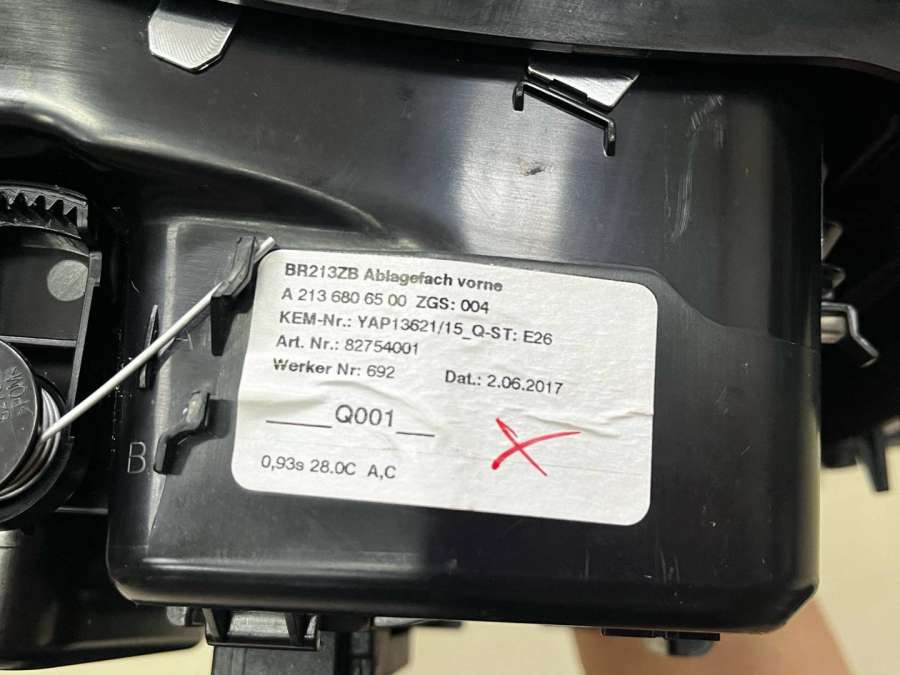 BR213ZB Ablagefach vorne
A 213 680 65 00 ZGS: 004
KEM-Nr.: YAP13621/15_Q-ST: E26
Art. Nr.: 82754001
Werker Nr: 692 Dat.: 2.06.2017
_____Q001___
0,93s 28.0C A,C
A
B